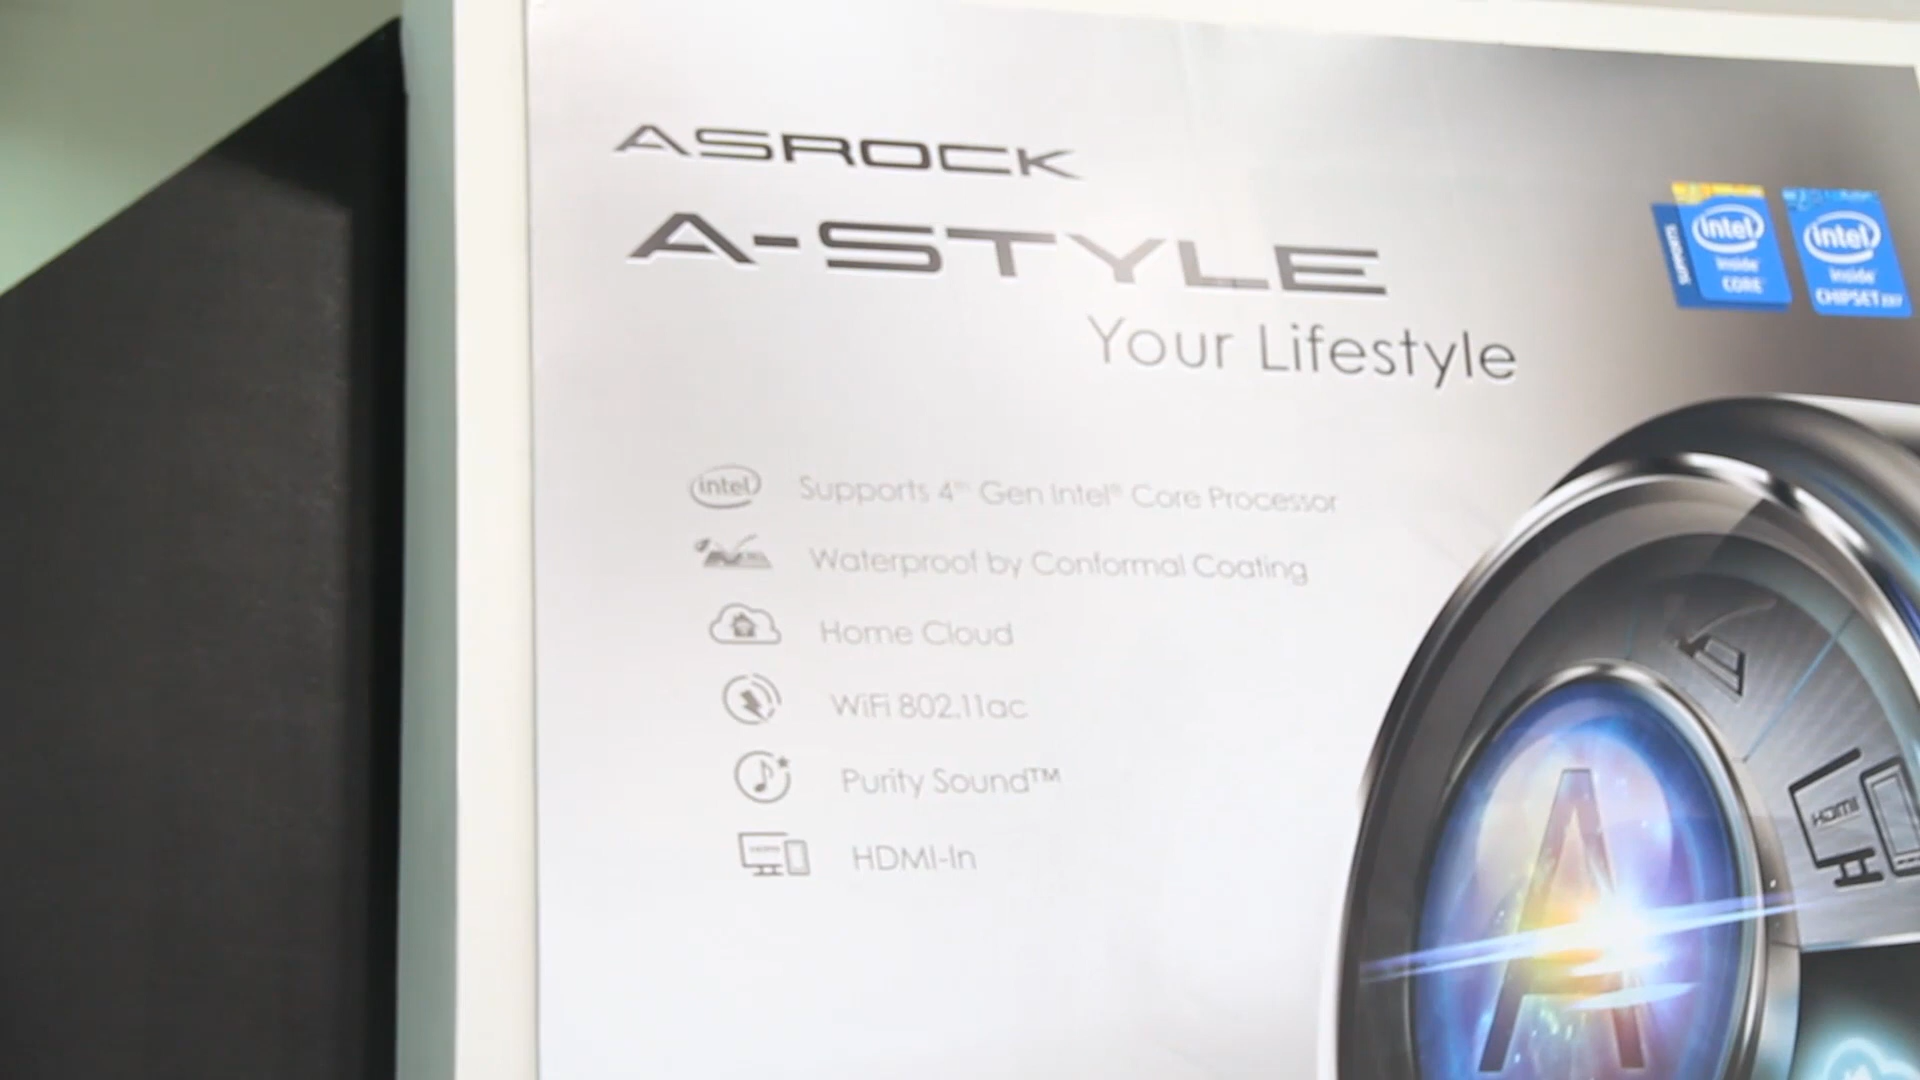 ASROCK
A-STYLE
Your Lifestyle
intel inside CORE
intel inside CHIPSET
intel Supports 4th Gen Intel® Core Processor
Waterproof by Conformal Coating
Home Cloud
WiFi 802.11ac
Purity Sound™
HDMI-In
HDMI
A